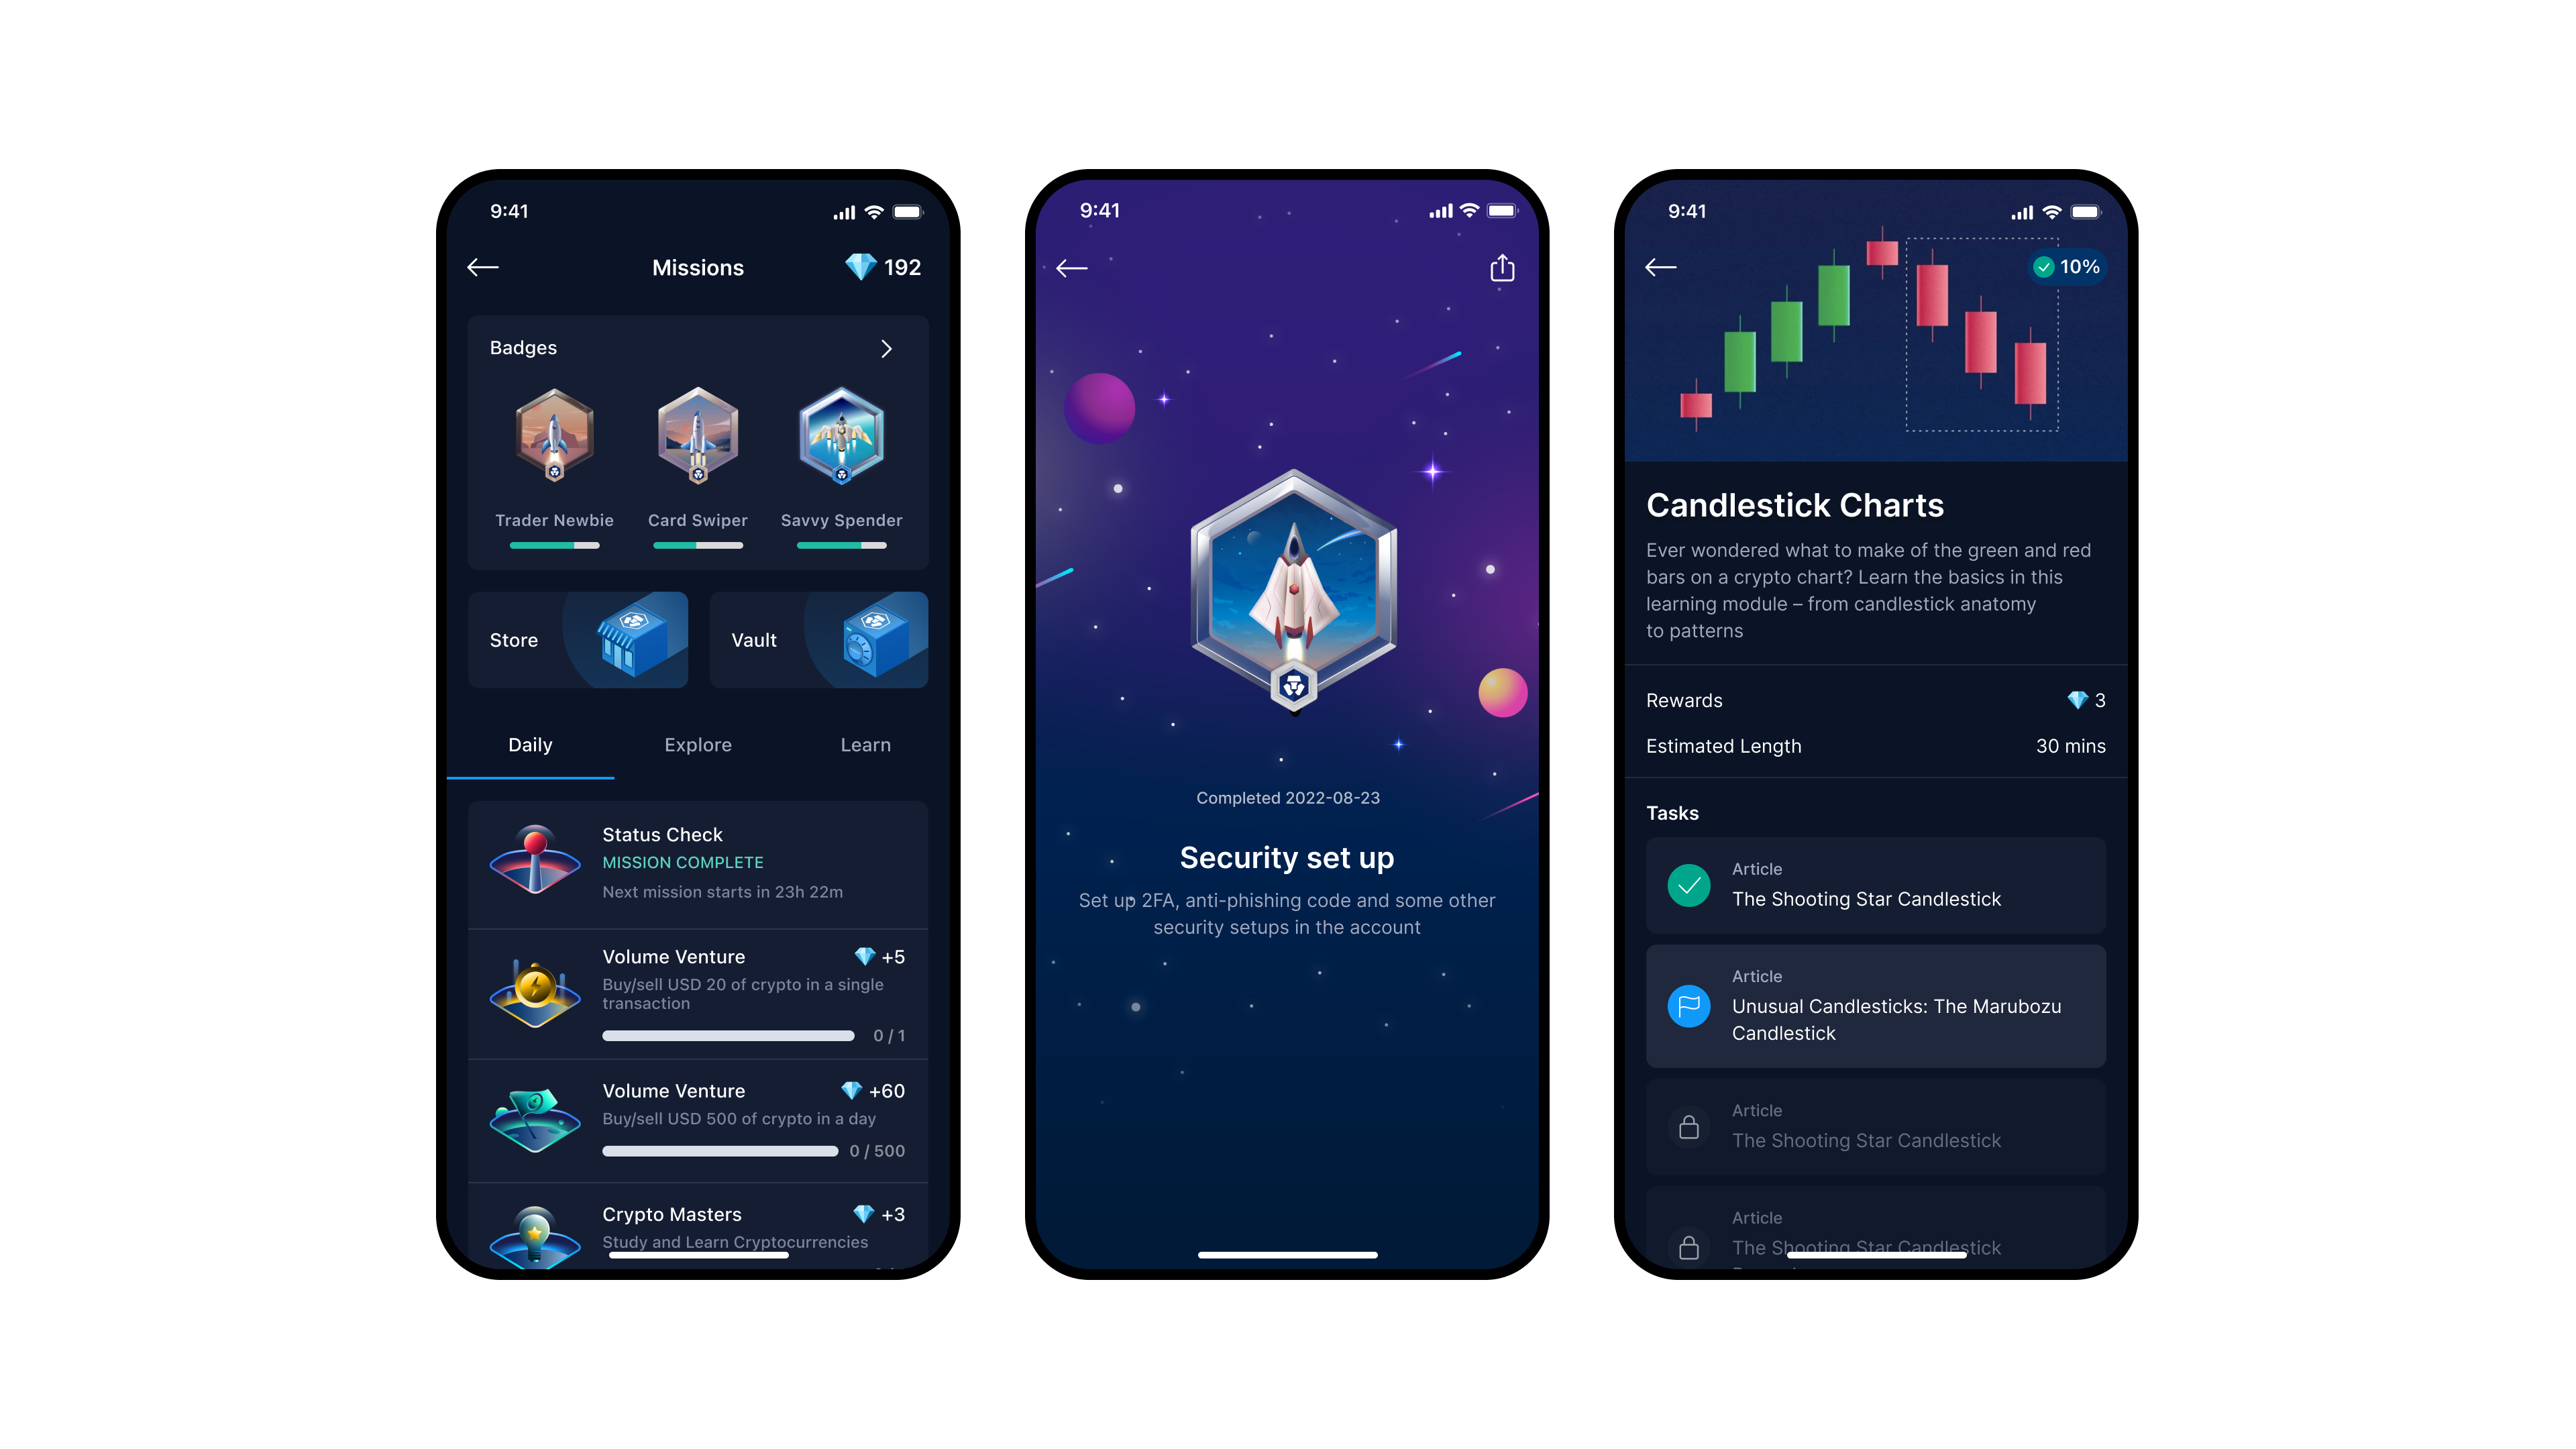 9:41
Missions
192
Badges
Trader Newbie
Card Swiper
Savvy Spender
Store
Vault
Daily
Explore
Learn
Status Check
MISSION COMPLETE
Next mission starts in 23h 22m
Volume Venture
+5
Buy/sell USD 20 of crypto in a single
transaction
0 / 1
Volume Venture
+60
Buy/sell USD 500 of crypto in a day
0 / 500
Crypto Masters
+3
Study and Learn Cryptocurrencies
9:41
Completed 2022-08-23
Security set up
Set up 2FA, anti-phishing code and some other
security setups in the account
9:41
10%
Candlestick Charts
Ever wondered what to make of the green and red
bars on a crypto chart? Learn the basics in this
learning module – from candlestick anatomy
to patterns
Rewards
3
Estimated Length
30 mins
Tasks
Article
The Shooting Star Candlestick
Article
Unusual Candlesticks: The Marubozu
Candlestick
Article
The Shooting Star Candlestick
Article
The Shooting Star Candlestick